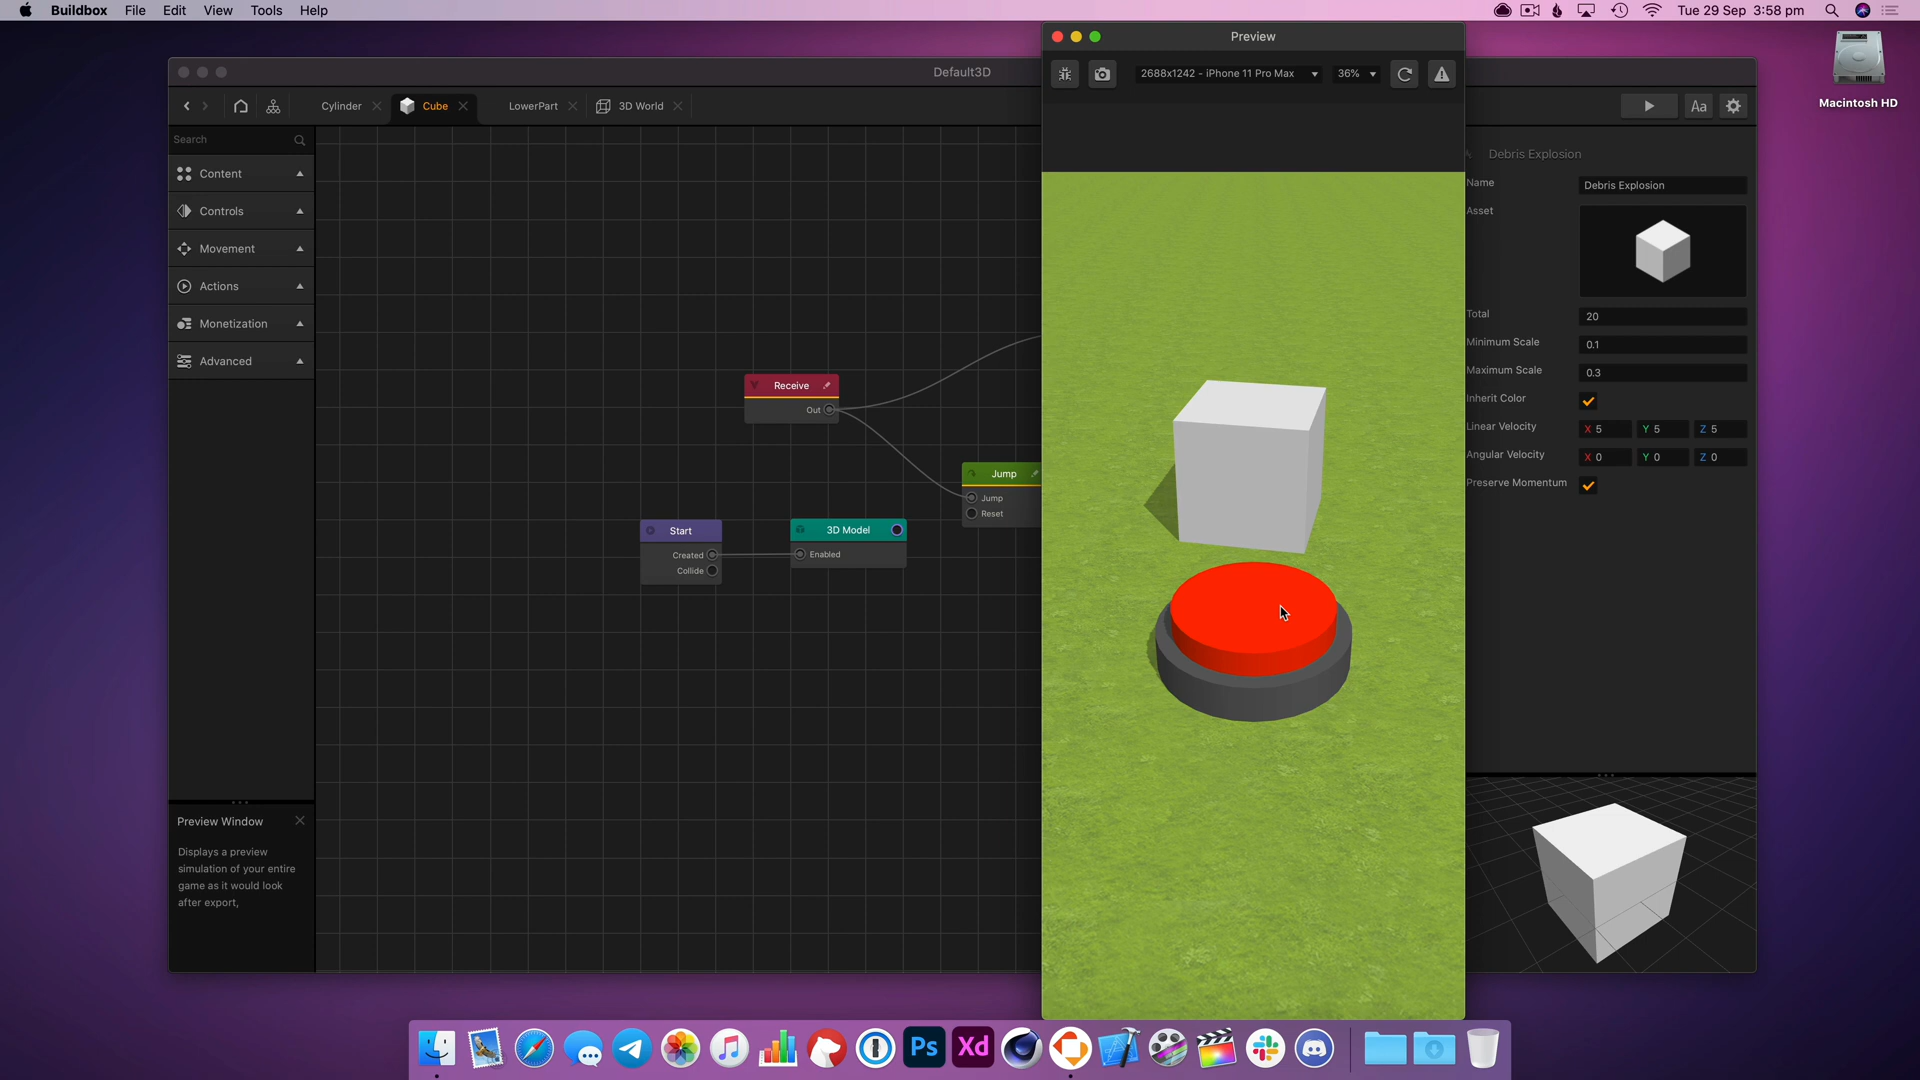 Buildbox File Edit View Tools Help
Tue 29 Sep 3:58 pm
Macintosh HD
Default3D
Cylinder
Cube
LowerPart
3D World
Aa
Search
Content
Controls
Movement
Actions
Monetization
Advanced
Receive
Out
Jump
Jump
Reset
Start
Created
Collide
3D Model
Enabled
Preview Window
Displays a preview
simulation of your entire
game as it would look
after export,
Preview
2688x1242 - iPhone 11 Pro Max
36%
Debris Explosion
Name Debris Explosion
Asset
Total 20
Minimum Scale 0.1
Maximum Scale 0.3
Inherit Color
Linear Velocity X 5 Y 5 Z 5
Angular Velocity X 0 Y 0 Z 0
Preserve Momentum
Ps
Xd